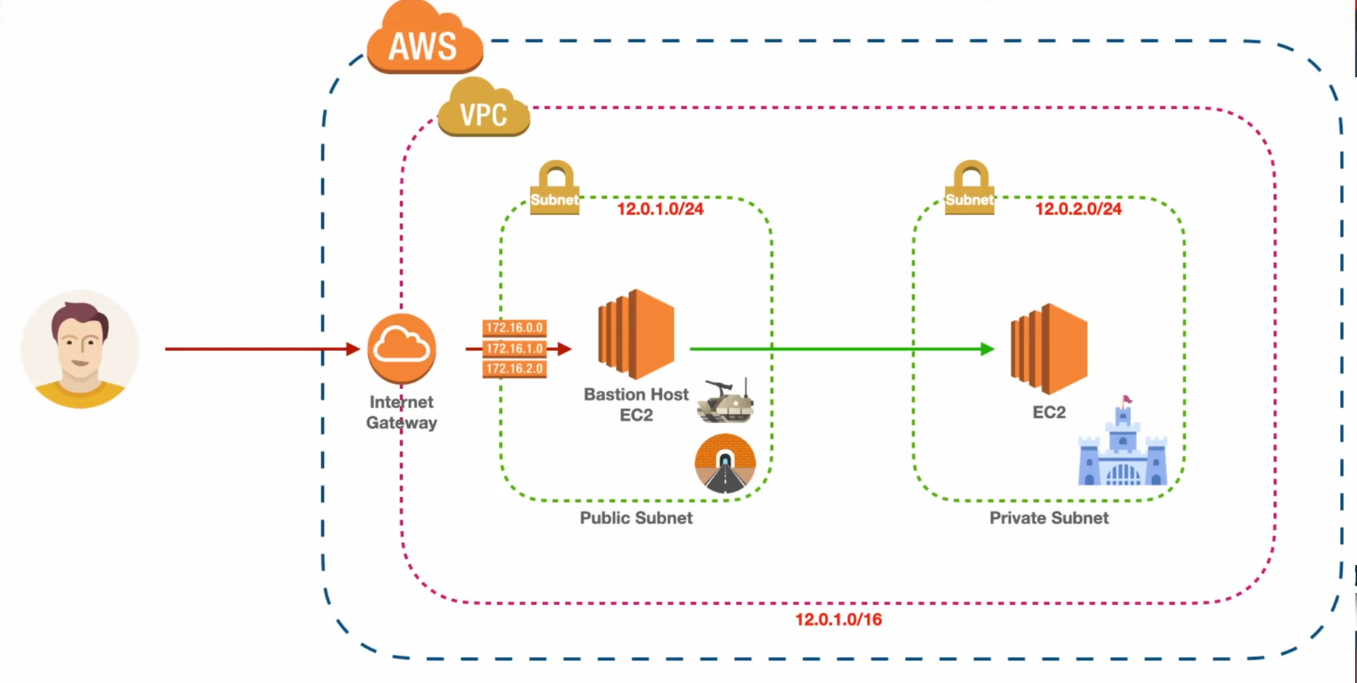 AWS
VPC
Subnet
12.0.1.0/24
Subnet
12.0.2.0/24
172.16.0.0
172.16.1.0
172.16.2.0
Internet
Gateway
Bastion Host
EC2
EC2
Public Subnet
Private Subnet
12.0.1.0/16